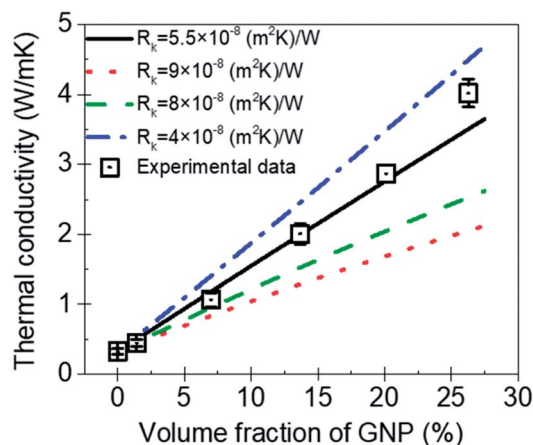 5
4
3
2
1
0
Thermal conductivity (W/mK)
Rₖ=5.5×10⁻⁸ (m²K)/W
Rₖ=9×10⁻⁸ (m²K)/W
Rₖ=8×10⁻⁸ (m²K)/W
Rₖ=4×10⁻⁸ (m²K)/W
Experimental data
0 5 10 15 20 25 30
Volume fraction of GNP (%)